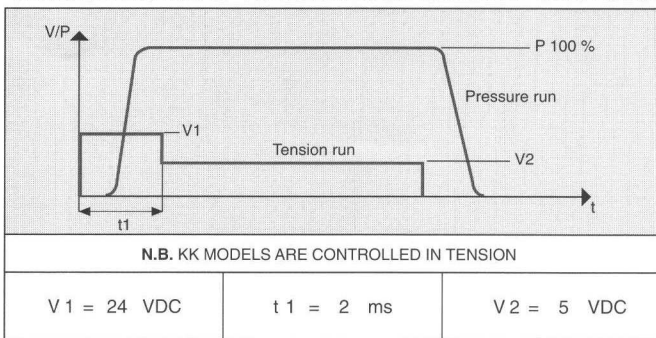 V/P
P 100 %
Pressure run
V1
Tension run
V2
t
t1
N.B. KK MODELS ARE CONTROLLED IN TENSION
V 1 = 24 VDC
t 1 = 2 ms
V 2 = 5 VDC